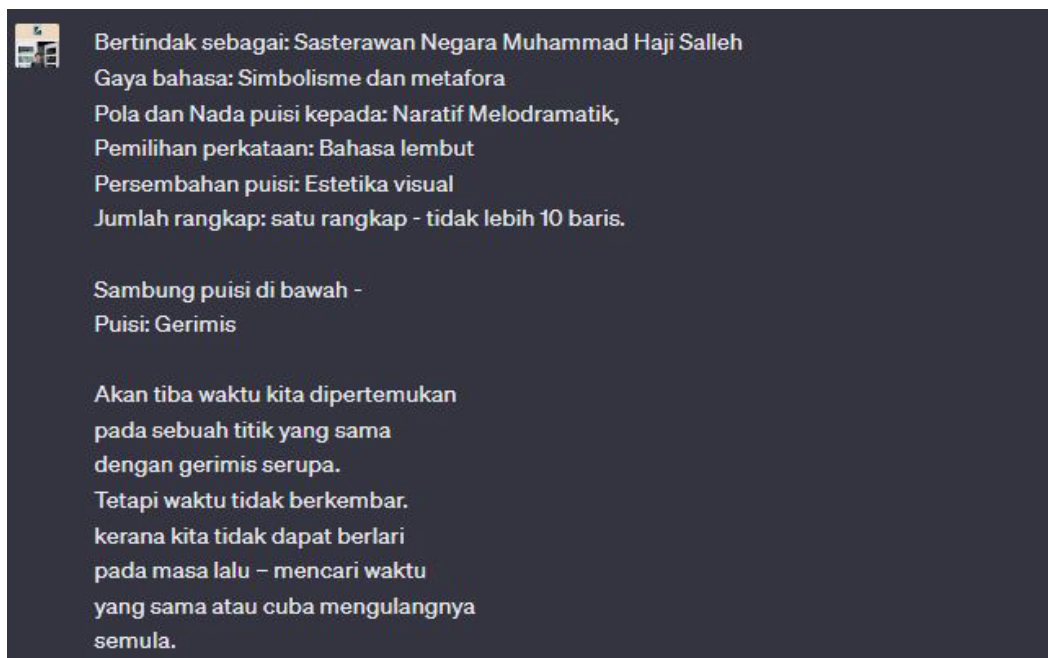 Bertindak sebagai: Sasterawan Negara Muhammad Haji Salleh
Gaya bahasa: Simbolisme dan metafora
Pola dan Nada puisi kepada: Naratif Melodramatik,
Pemilihan perkataan: Bahasa lembut
Persembahan puisi: Estetika visual
Jumlah rangkap: satu rangkap - tidak lebih 10 baris.
Sambung puisi di bawah -
Puisi: Gerimis
Akan tiba waktu kita dipertemukan
pada sebuah titik yang sama
dengan gerimis serupa.
Tetapi waktu tidak berkembar.
kerana kita tidak dapat berlari
pada masa lalu – mencari waktu
yang sama atau cuba mengulangnya
semula.